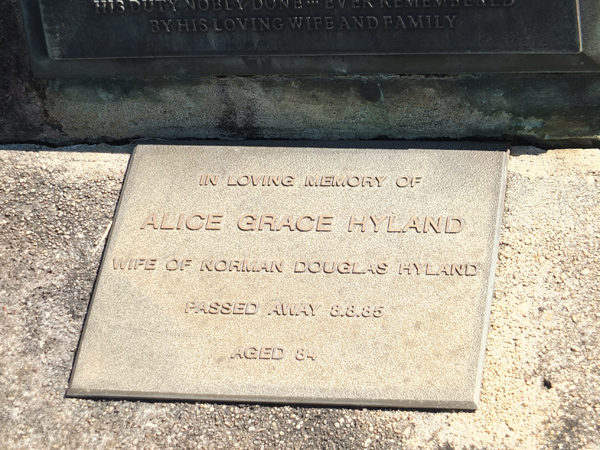 HIS DUTY NOBLY DONE ... EVER REMEMBERED
BY HIS LOVING WIFE AND FAMILY
IN LOVING MEMORY OF
ALICE GRACE HYLAND
WIFE OF NORMAN DOUGLAS HYLAND
PASSED AWAY 8.8.85
AGED 84